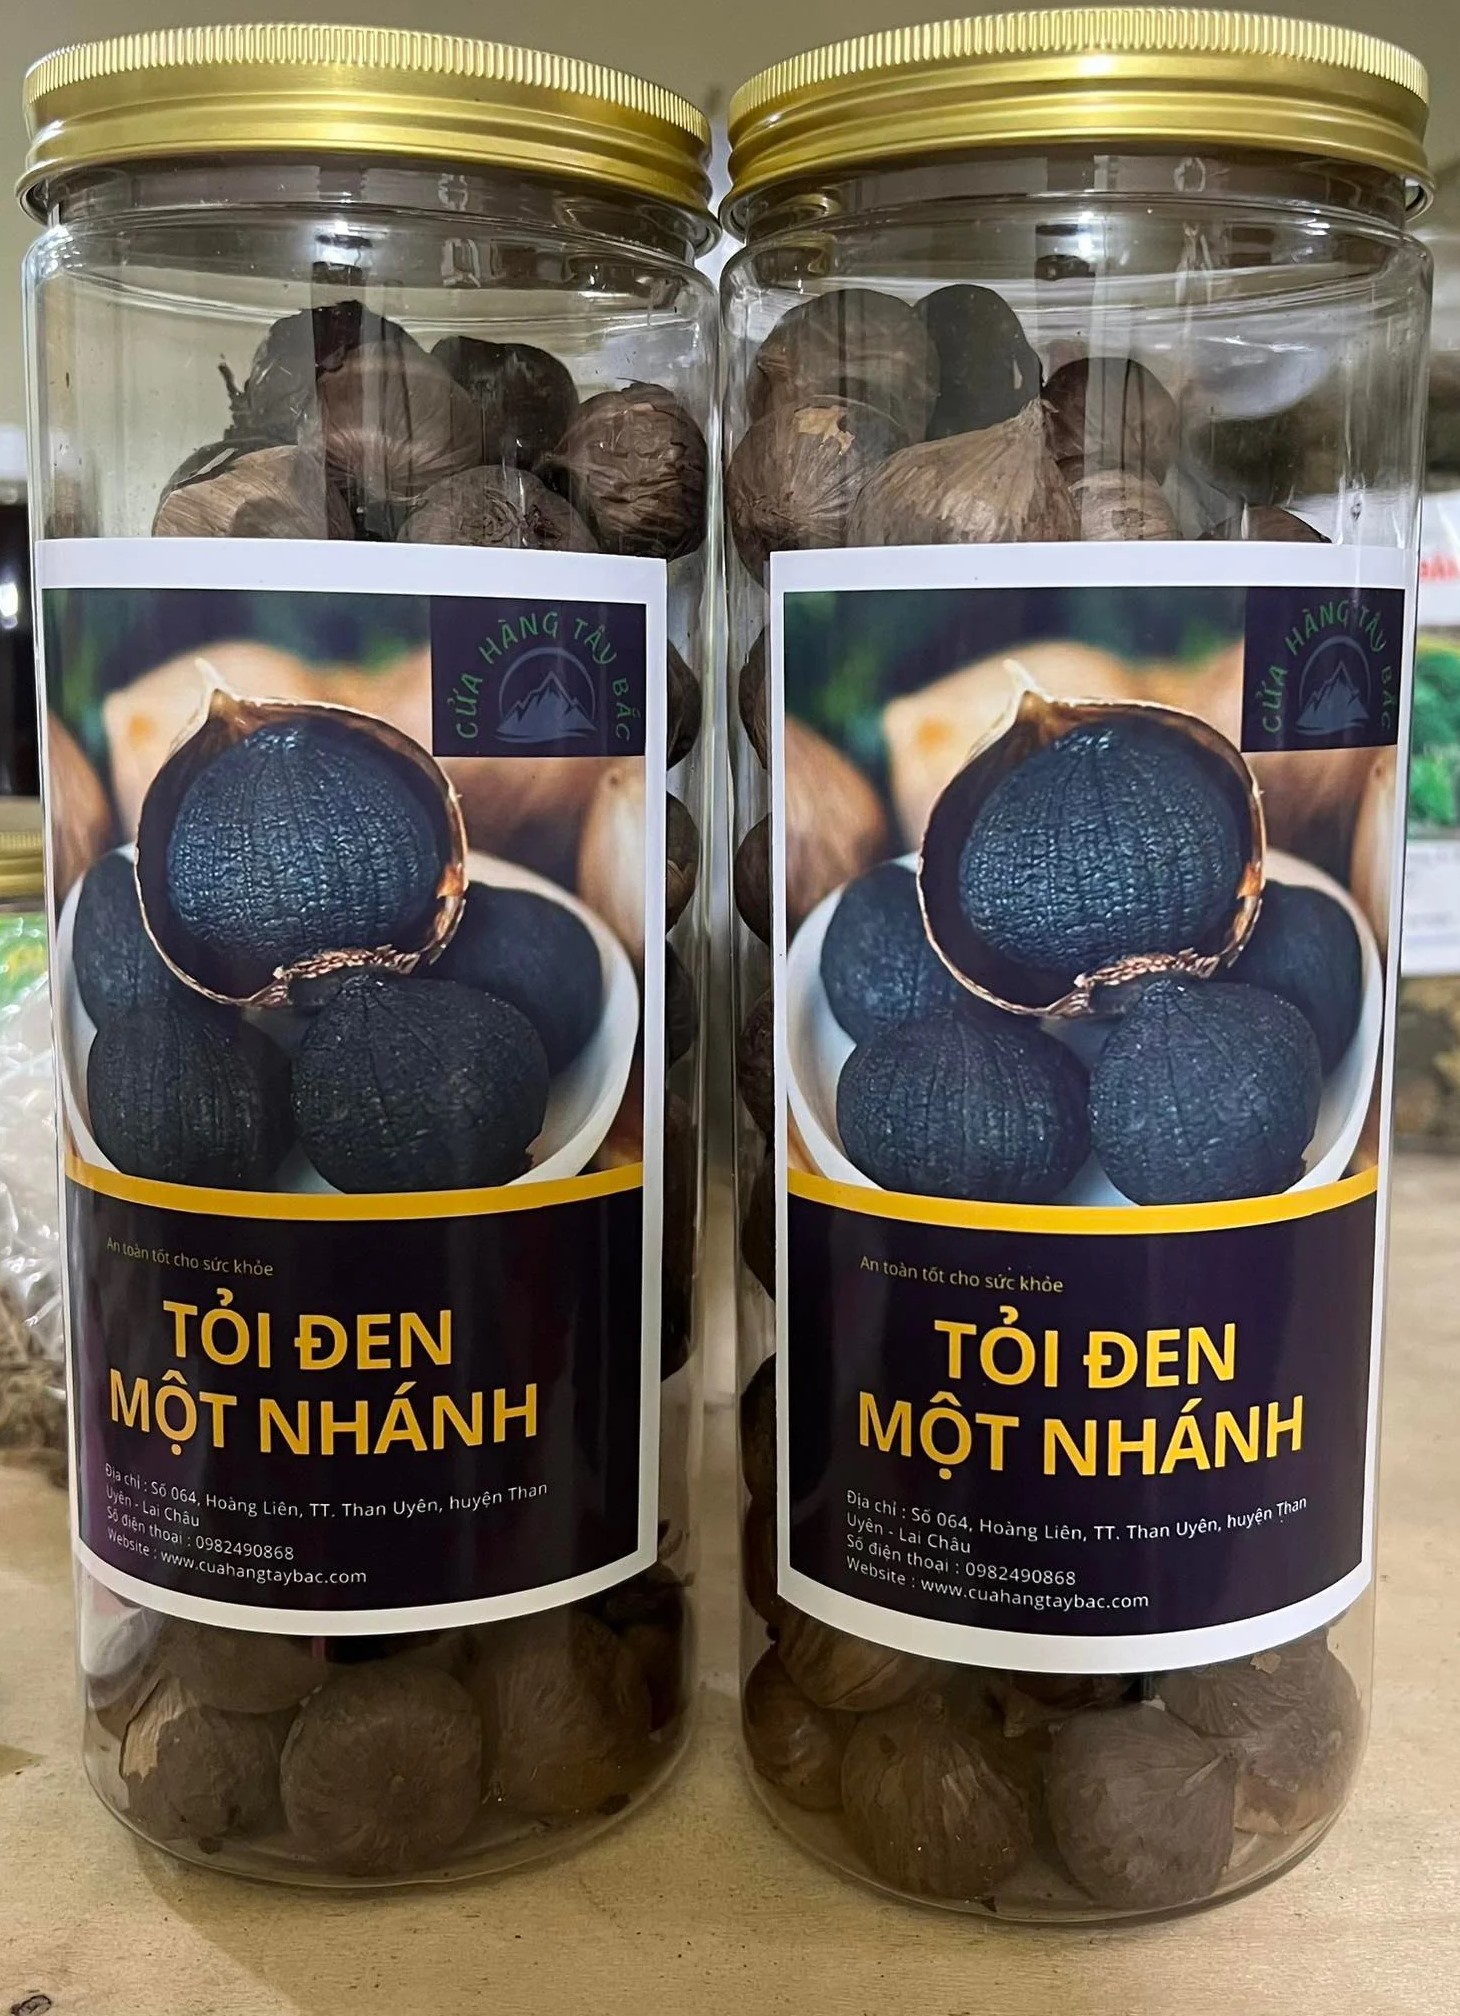 CỬA HÀNG TÂY BẮC
An toàn tốt cho sức khỏe
TỎI ĐEN
MỘT NHÁNH
Địa chỉ : Số 064, Hoàng Liên, TT. Than Uyên, huyện Than
Uyên - Lai Châu
Số điện thoại : 0982490868
Website : www.cuahangtaybac.com
CỬA HÀNG TÂY BẮC
An toàn tốt cho sức khỏe
TỎI ĐEN
MỘT NHÁNH
Địa chỉ : Số 064, Hoàng Liên, TT. Than Uyên, huyện Than
Uyên - Lai Châu
Số điện thoại : 0982490868
Website : www.cuahangtaybac.com